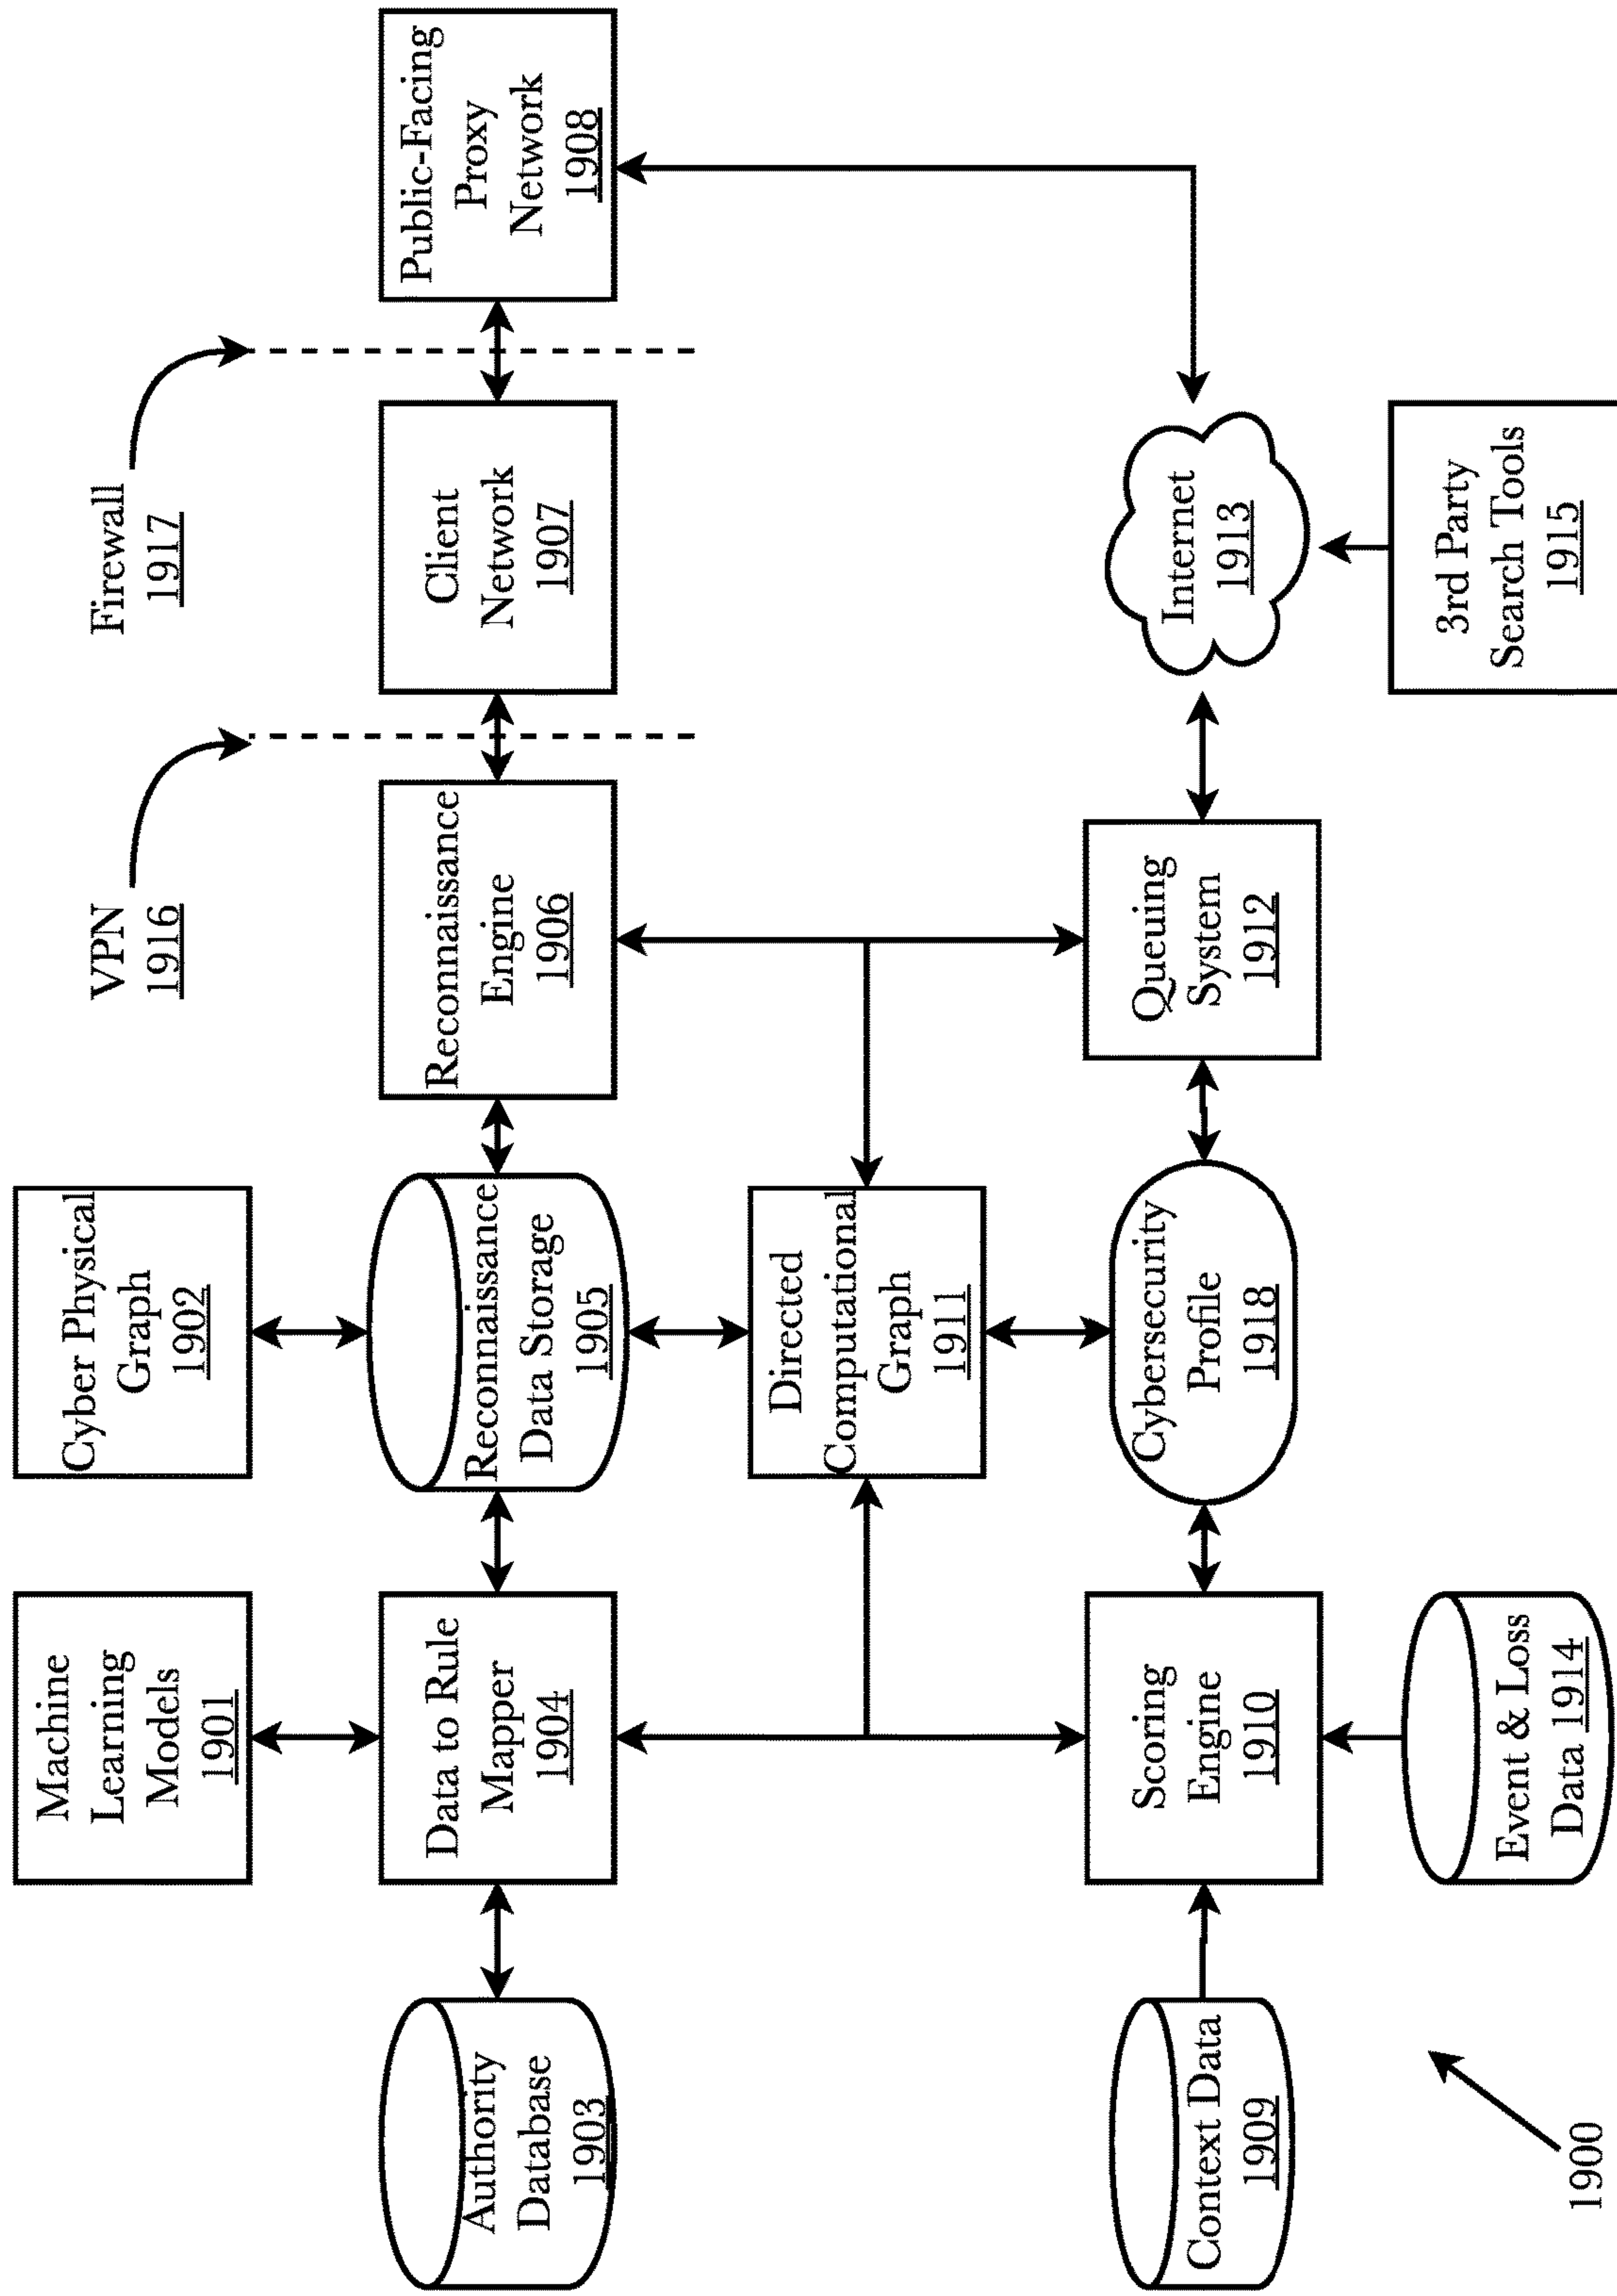 Machine
Learning
Models
1901
Cyber Physical
Graph
1902
VPN
1916
Firewall
1917
Authority
Database
1903
Data to Rule
Mapper
1904
Reconnaissance
Data Storage
1905
Reconnaissance
Engine
1906
Client
Network
1907
Public-Facing
Proxy
Network
1908
Directed
Computational
Graph
1911
Context Data
1909
Scoring
Engine
1910
Cybersecurity
Profile
1918
Queuing
System
1912
Internet
1913
Event & Loss
Data 1914
3rd Party
Search Tools
1915
1900